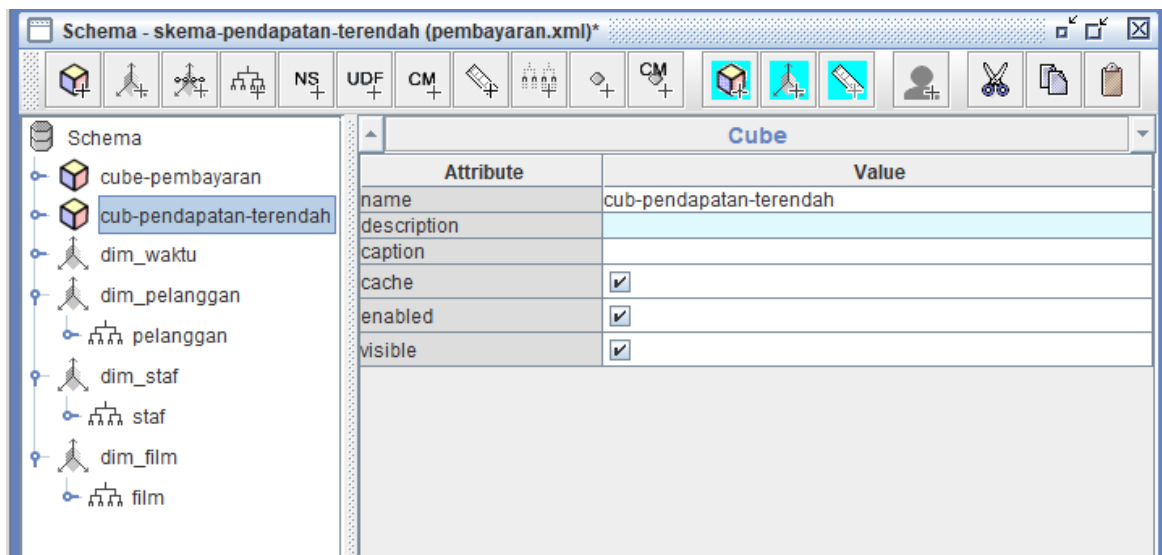 Schema - skema-pendapatan-terendah (pembayaran.xml)*
NS UDF CM CM
Schema
cube-pembayaran
cub-pendapatan-terendah
dim_waktu
dim_pelanggan
pelanggan
dim_staf
staf
dim_film
film
Cube
Attribute Value
name cub-pendapatan-terendah
description
caption
cache
enabled
visible